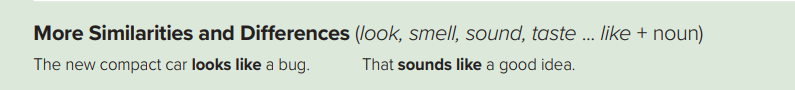 More Similarities and Differences (look, smell, sound, taste ... like + noun)
The new compact car looks like a bug. That sounds like a good idea.